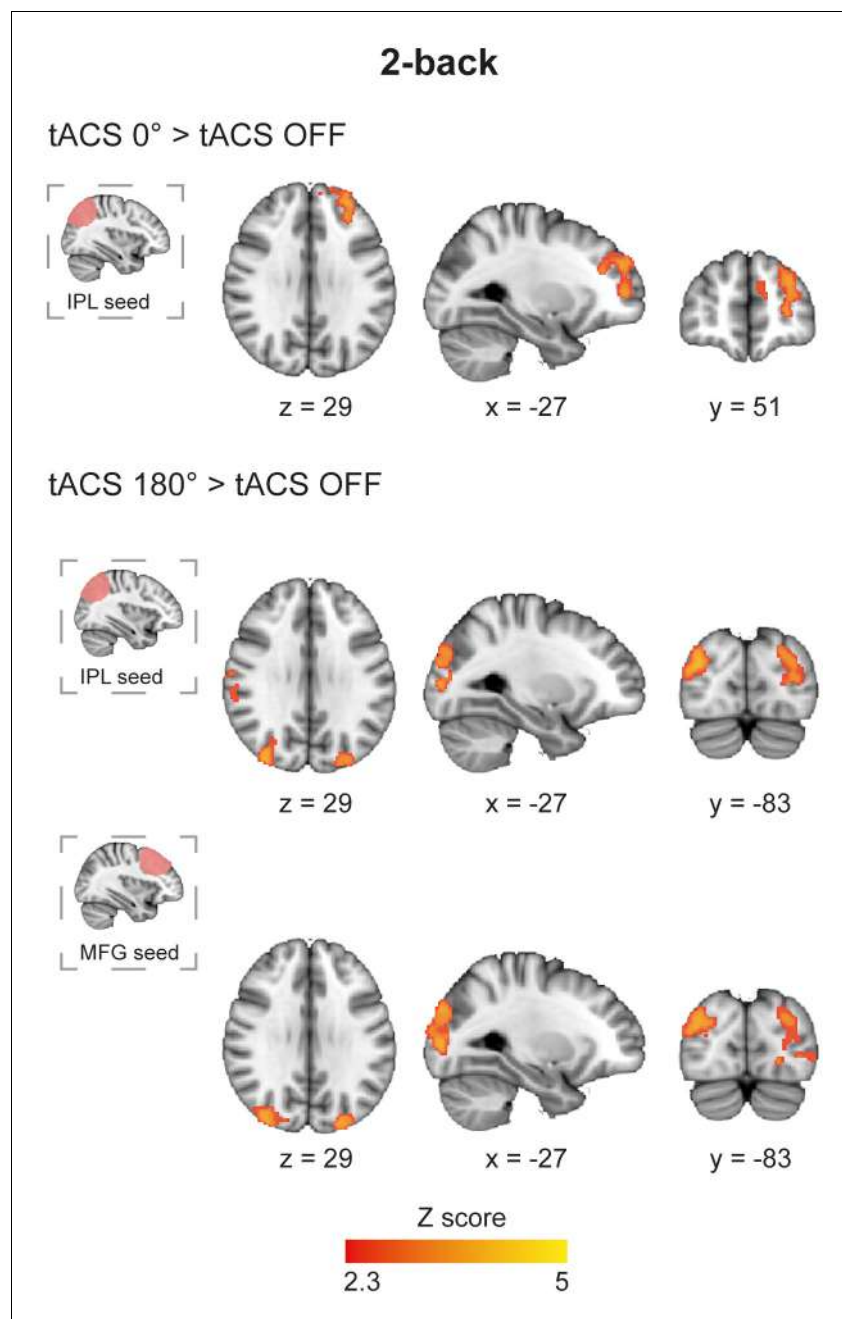 2-back
tACS 0° > tACS OFF
IPL seed
z = 29
x = -27
y = 51
tACS 180° > tACS OFF
IPL seed
z = 29
x = -27
y = -83
MFG seed
z = 29
x = -27
y = -83
Z score
2.3
5